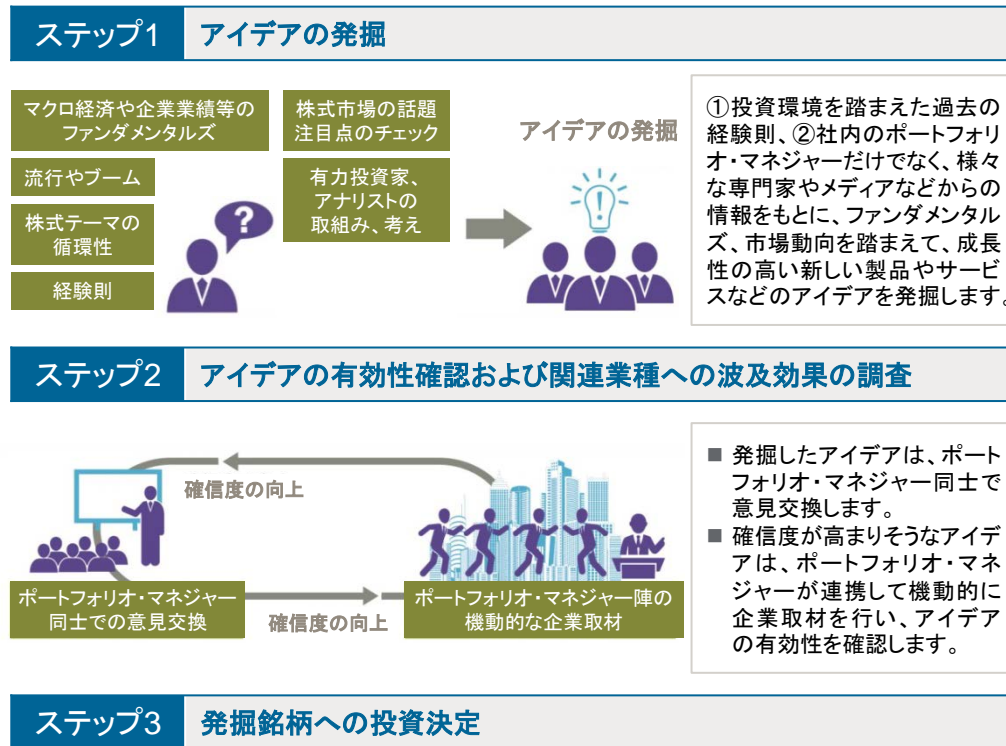 ステップ1
アイデアの発掘
マクロ経済や企業業績等の
ファンダメンタルズ
流行やブーム
株式テーマの
循環性
経験則
株式市場の話題
注目点のチェック
有力投資家、
アナリストの
取組み、考え
?
アイデアの発掘
①投資環境を踏まえた過去の
経験則、②社内のポートフォリ
オ・マネジャーだけでなく、様々
な専門家やメディアなどからの
情報をもとに、ファンダメンタル
ズ、市場動向を踏まえて、成長
性の高い新しい製品やサービ
スなどのアイデアを発掘します。
ステップ2
アイデアの有効性確認および関連業種への波及効果の調査
確信度の向上
ポートフォリオ・マネジャー
同士での意見交換
確信度の向上
ポートフォリオ・マネジャー陣の
機動的な企業取材
■ 発掘したアイデアは、ポート
フォリオ・マネジャー同士で
意見交換します。
■ 確信度が高まりそうなアイデ
アは、ポートフォリオ・マネ
ジャーが連携して機動的に
企業取材を行い、アイデア
の有効性を確認します。
ステップ3
発掘銘柄への投資決定